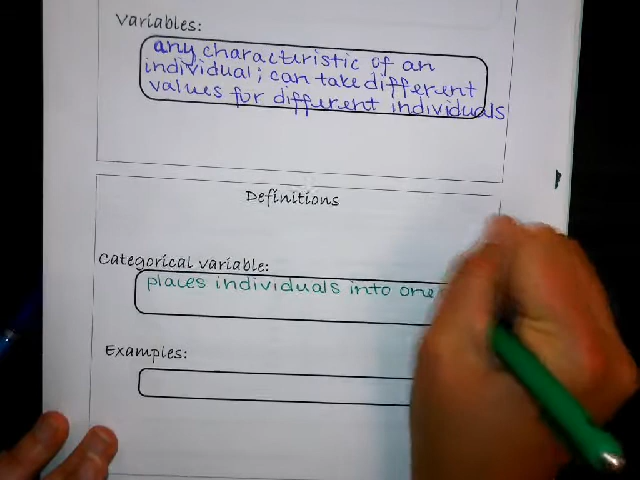 Variables:
any characteristic of an
individual; can take different
values for different individuals
Definitions
Categorical variable:
places individuals into one
Examples: